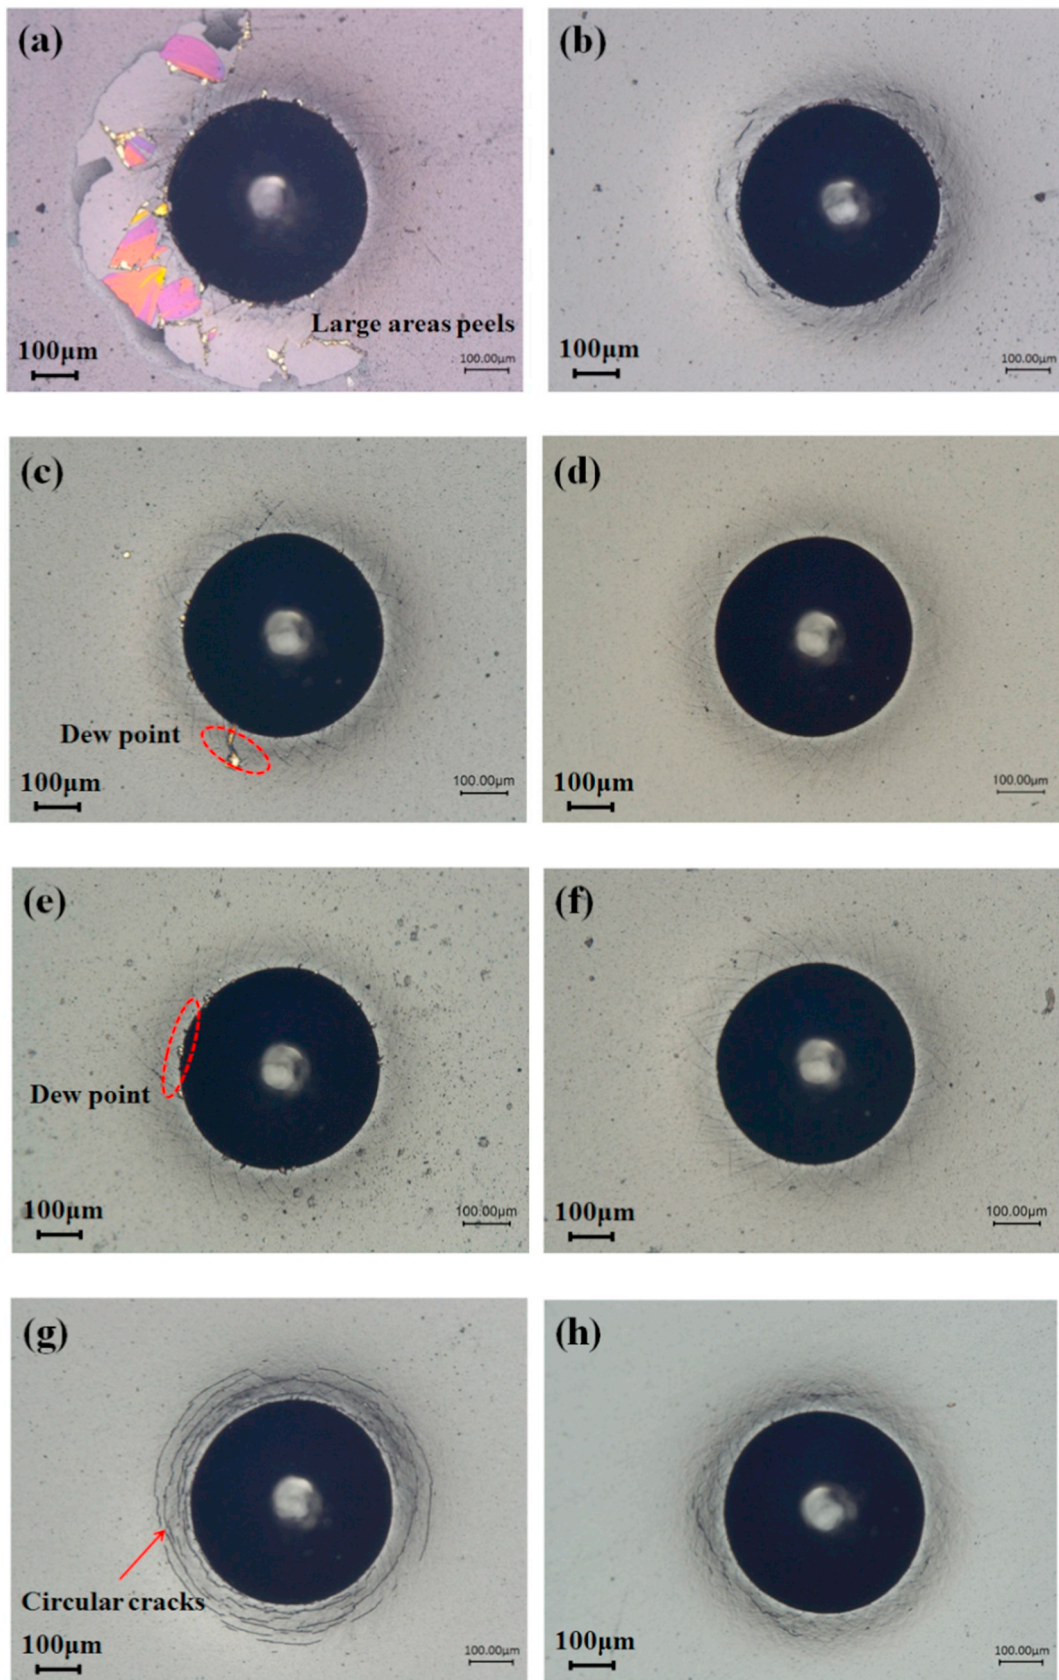 (a)
Large areas peels
100μm
100.00μm
(b)
100μm
100.00μm
(c)
Dew point
100μm
100.00μm
(d)
100μm
100.00μm
(e)
Dew point
100μm
100.00μm
(f)
100μm
100.00μm
(g)
Circular cracks
100μm
100.00μm
(h)
100μm
100.00μm